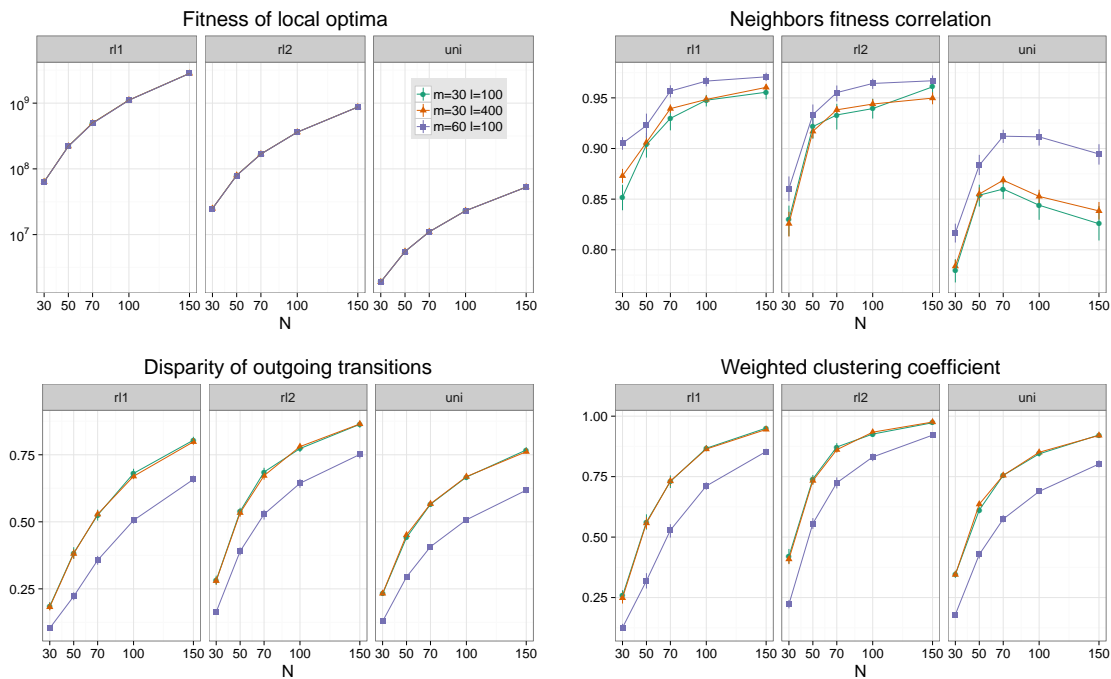 Fitness of local optima
rl1 rl2 uni
10^9
10^8
10^7
m=30 l=100
m=30 l=400
m=60 l=100
30 50 70 100 150 30 50 70 100 150 30 50 70 100 150
N
Neighbors fitness correlation
rl1 rl2 uni
0.95
0.90
0.85
0.80
30 50 70 100 150 30 50 70 100 150 30 50 70 100 150
N
Disparity of outgoing transitions
rl1 rl2 uni
0.75
0.50
0.25
30 50 70 100 150 30 50 70 100 150 30 50 70 100 150
N
Weighted clustering coefficient
rl1 rl2 uni
1.00
0.75
0.50
0.25
30 50 70 100 150 30 50 70 100 150 30 50 70 100 150
N